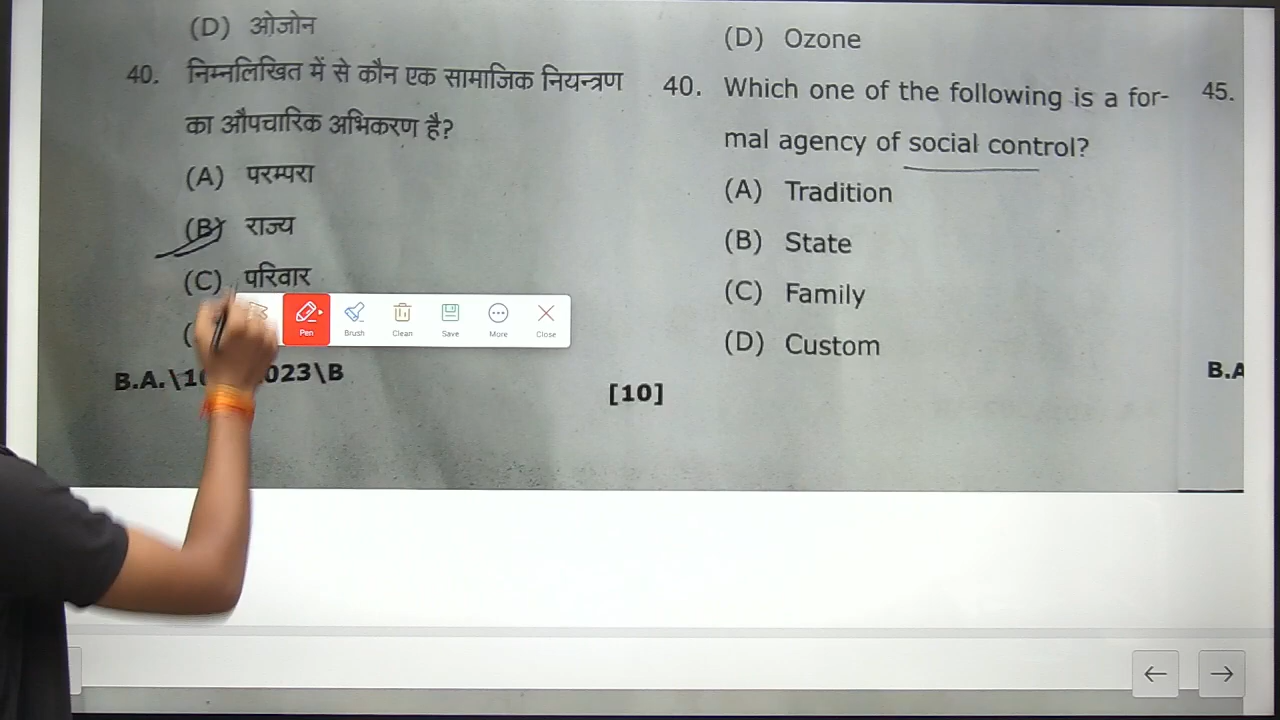 (D) ओजोन
40. निम्नलिखित में से कौन एक सामाजिक नियन्त्रण
का औपचारिक अभिकरण है?
(A) परम्परा
(B) राज्य
(C) परिवार
(
Pen
Brush
Clean
Save
More
Close
B.A.\1 023\B
[10]
(D) Ozone
40. Which one of the following is a for-
mal agency of social control?
(A) Tradition
(B) State
(C) Family
(D) Custom
45.
B.A